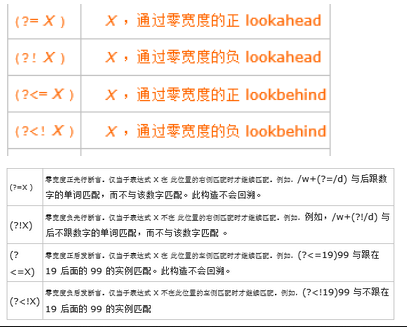 (?= X )	X ，通过零宽度的正 lookahead
(?! X )	X ，通过零宽度的负 lookahead
(?<= X )	X ，通过零宽度的正 lookbehind
(?<! X )	X ，通过零宽度的负 lookbehind
(?=X )	零宽度正先行断言。仅当子表达式 X 在 此位置的右侧匹配时才继续匹配。例如，/w+(?=/d) 与后跟数
字的单词匹配，而不与该数字匹配。此构造不会回溯。
(?!X)	零宽度负先行断言。仅当子表达式 X 不在 此位置的右侧匹配时才继续匹配。例如，例如，/w+(?!/d) 与
后不跟数字的单词匹配，而不与该数字匹配 。
(?	零宽度正后发断言。仅当子表达式 X 在 此位置的左侧匹配时才继续匹配。例如，(?<=19)99 与跟在
<=X)	19 后面的 99 的实例匹配。此构造不会回溯。
(?<!X)	零宽度负后发断言。仅当子表达式 X 不在此位置的左侧匹配时才继续匹配。例如，(?<!19)99 与不跟在
19 后面的 99 的实例匹配